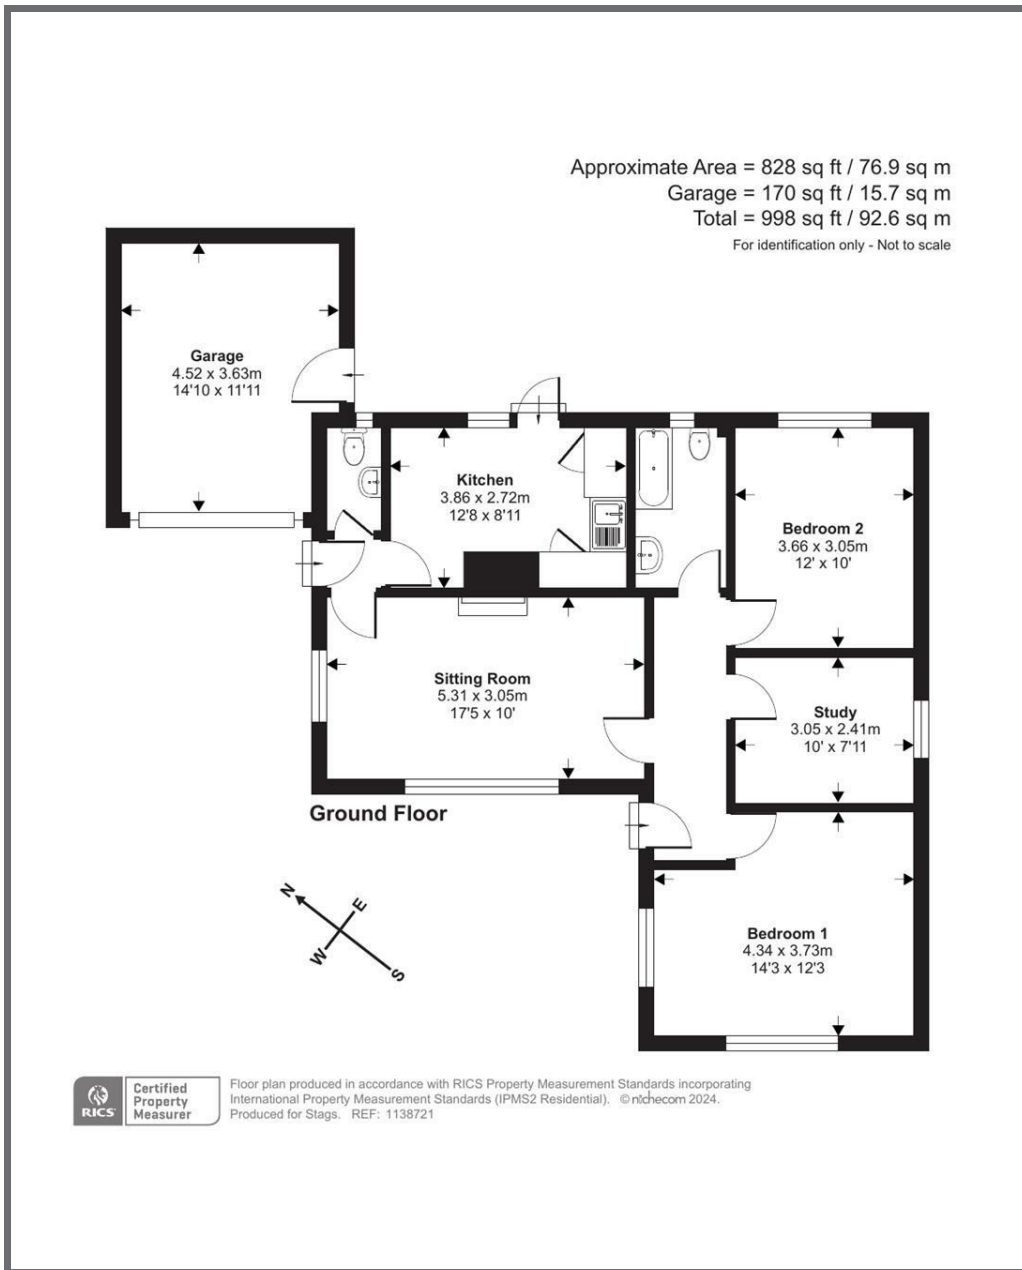 Approximate Area = 828 sq ft / 76.9 sq m
Garage = 170 sq ft / 15.7 sq m
Total = 998 sq ft / 92.6 sq m
For identification only - Not to scale
Garage
4.52 x 3.63m
14'10 x 11'11
Kitchen
3.86 x 2.72m
12'8 x 8'11
Bedroom 2
3.66 x 3.05m
12' x 10'
Sitting Room
5.31 x 3.05m
17'5 x 10'
Study
3.05 x 2.41m
10' x 7'11
Ground Floor
N
E
W
S
Bedroom 1
4.34 x 3.73m
14'3 x 12'3
RICS
Certified
Property
Measurer
Floor plan produced in accordance with RICS Property Measurement Standards incorporating
International Property Measurement Standards (IPMS2 Residential). © nichecom 2024.
Produced for Stags. REF: 1138721